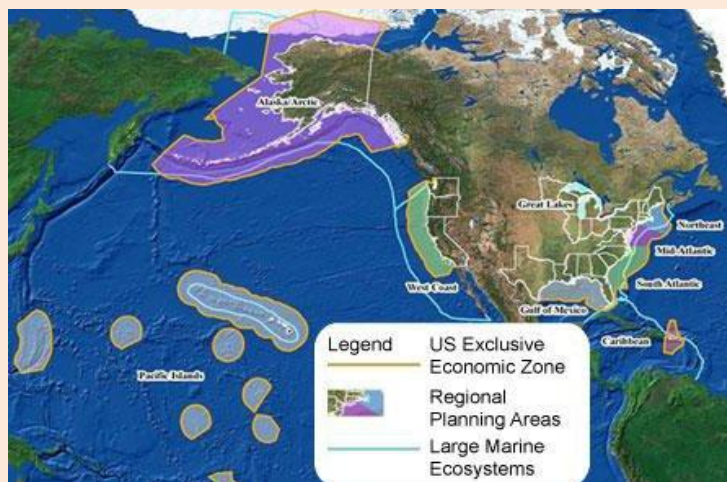 Alaska/Arctic
Great Lakes
Northeast
Mid-Atlantic
West Coast
South Atlantic
Gulf of Mexico
Caribbean
Pacific Islands
Legend
US Exclusive
Economic Zone
Regional
Planning Areas
Large Marine
Ecosystems